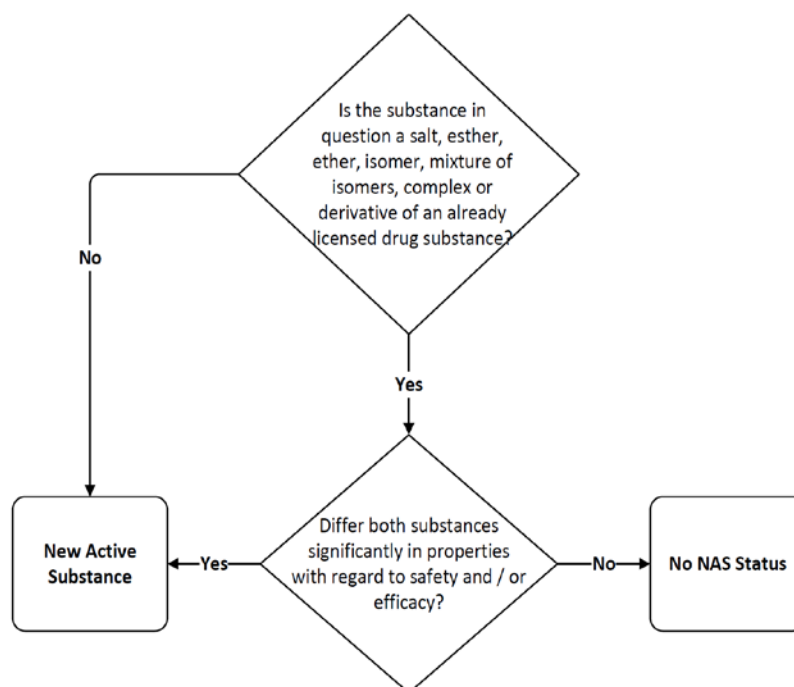 Is the substance in
question a salt, esther,
ether, isomer, mixture of
isomers, complex or
derivative of an already
licensed drug substance?
No
Yes
Differ both substances
significantly in properties
with regard to safety and / or
efficacy?
New Active
Substance
Yes
No
No NAS Status